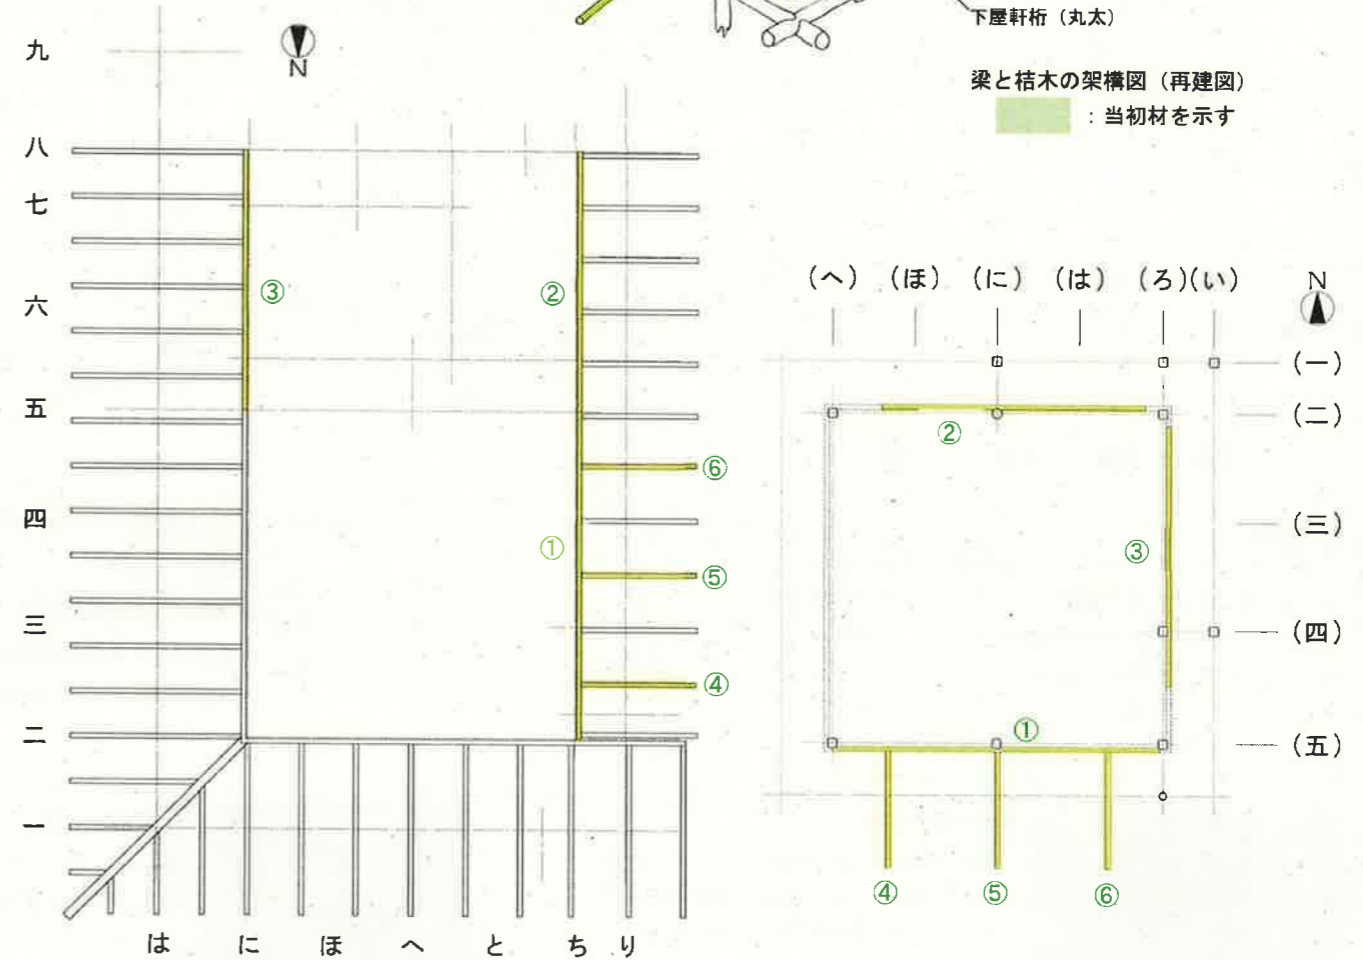 下屋軒桁（丸太）
梁と桔木の架構図（再建図）
：当初材を示す
N
九
八
七
六
五
四
三
二
一
③
②
①
⑥
⑤
④
は に ほ へ と ち り
（へ）（ほ）（に）（は）（ろ）（い）
N
（一）
（二）
（三）
（四）
（五）
②
③
①
④ ⑤ ⑥